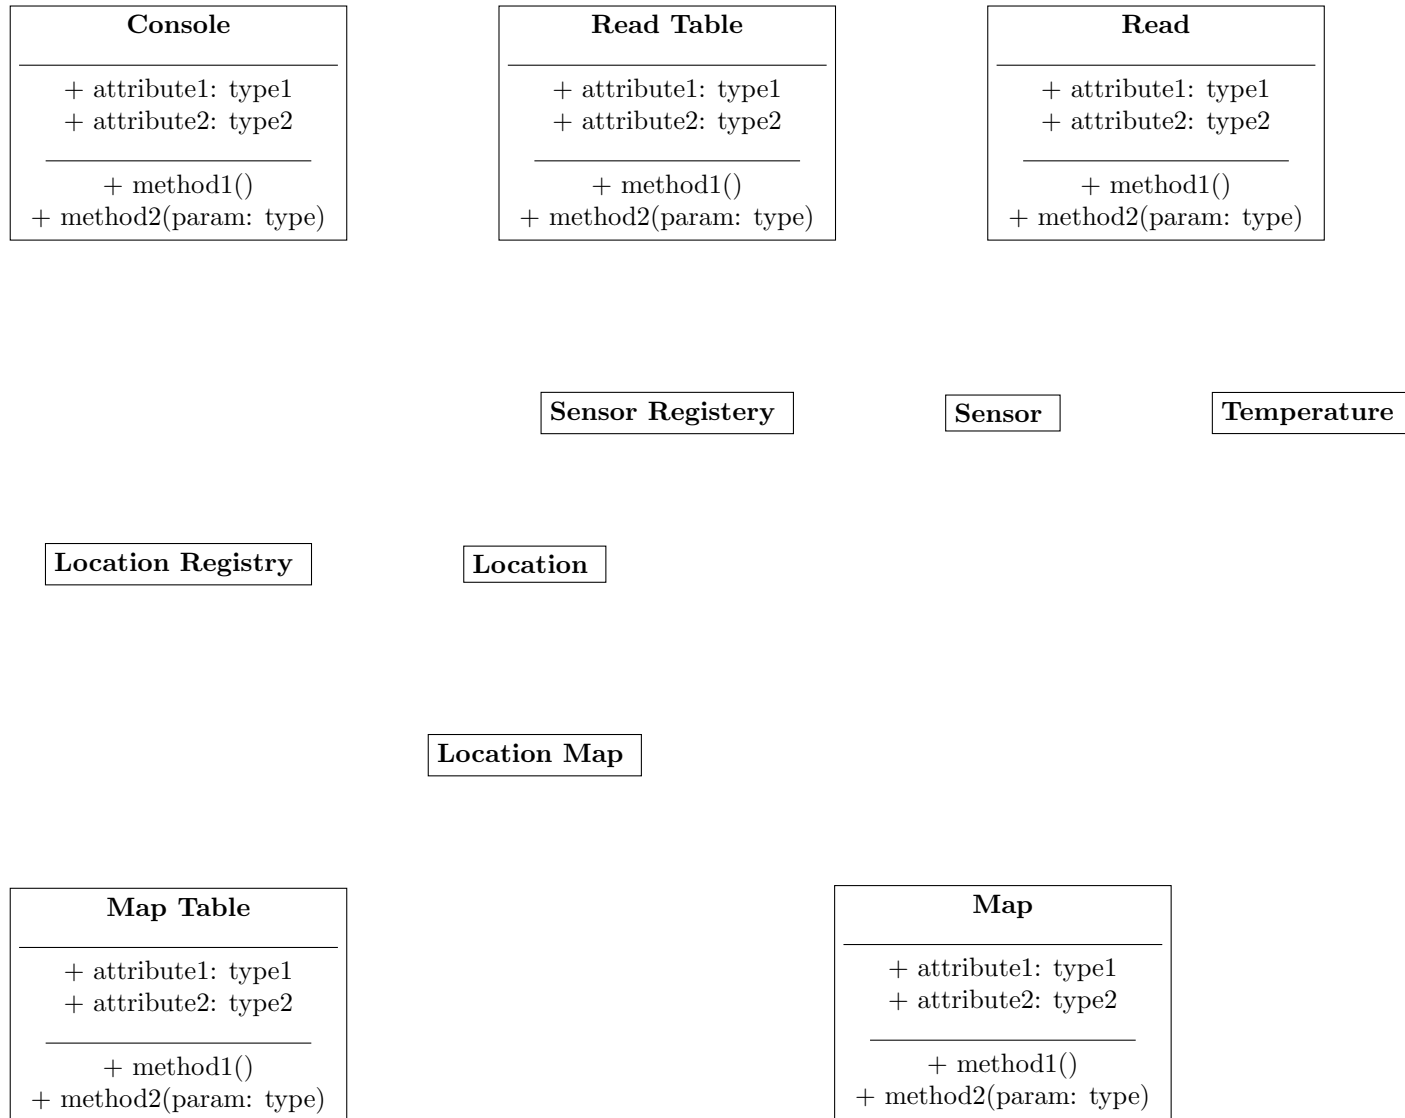 Console
+ attribute1: type1
+ attribute2: type2
+ method1()
+ method2(param: type)
Read Table
+ attribute1: type1
+ attribute2: type2
+ method1()
+ method2(param: type)
Read
+ attribute1: type1
+ attribute2: type2
+ method1()
+ method2(param: type)
Sensor Registery
Sensor
Temperature
Location Registry
Location
Location Map
Map Table
+ attribute1: type1
+ attribute2: type2
+ method1()
+ method2(param: type)
Map
+ attribute1: type1
+ attribute2: type2
+ method1()
+ method2(param: type)